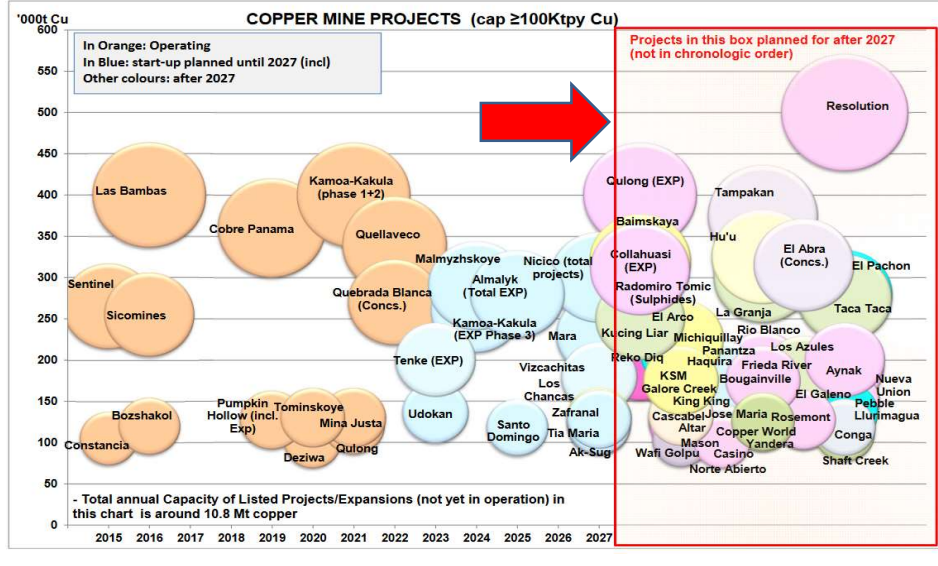 '000t Cu
COPPER MINE PROJECTS (cap ≥100Ktpy Cu)
600
550
500
450
400
350
300
250
200
150
100
50
0
In Orange: Operating
In Blue: start-up planned until 2027 (incl)
Other colours: after 2027
Projects in this box planned for after 2027
(not in chronologic order)
Resolution
Las Bambas
Kamoa-Kakula
(phase 1+2)
Qulong (EXP)
Tampakan
Cobre Panama
Quellaveco
Baimskaya
Hu'u
Malmyzhskoye
Nicico (total
projects)
Collahuasi
(EXP)
El Abra
(Conc.)
El Pachon
Sentinel
Almalyk
(Total EXP)
Quebrada Blanca
(Concs.)
Radomiro Tomic
(Sulphides)
Sicomines
La Granja
Taca Taca
El Arco
Kamoa-Kakula
(EXP Phase 3)
Mara
Kucing Liar
Rio Blanco
Michiquillay
Tenke (EXP)
Vizcachitas
Reko Diq
Panantza
Los Azules
Haquira
Frieda River
Aynak
KSM
Bougainville
Nueva
Union
Los
Chancas
Galore Creek
El Galeno
Pebble
Pumpkin
Hollow (incl.
Exp)
Tominskoye
King King
Bozshakol
Udokan
Zafranal
Cascabel
Jose Maria
Rosemont
Llurimagua
Mina Justa
Santo
Domingo
Altar
Constancia
Tia Maria
Copper World
Conga
Deziwa
Qulong
Ak-Sug
Mason
Yandera
Wafi Golpu
Casino
Shaft Creek
Norte Abierto
- Total annual Capacity of Listed Projects/Expansions (not yet in operation) in
this chart is around 10.8 Mt copper
2015 2016 2017 2018 2019 2020 2021 2022 2023 2024 2025 2026 2027